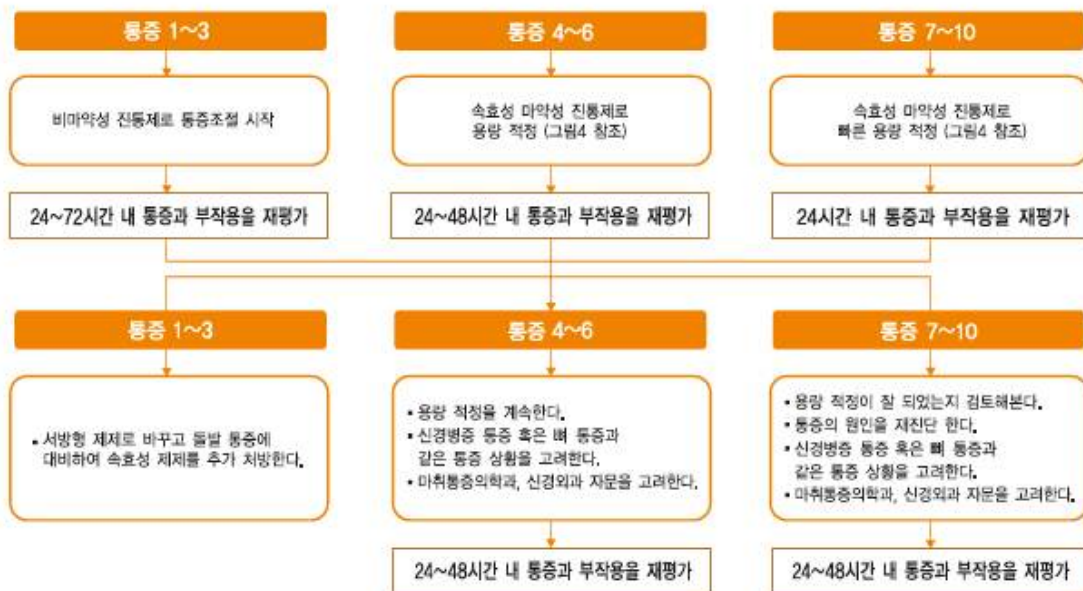 통증 1~3
비마약성 진통제로 통증조절 시작
24~72시간 내 통증과 부작용을 재평가
통증 4~6
속효성 마약성 진통제로
용량 적정 (그림4 참조)
24~48시간 내 통증과 부작용을 재평가
통증 7~10
속효성 마약성 진통제로
빠른 용량 적정 (그림4 참조)
24시간 내 통증과 부작용을 재평가
통증 1~3
▪ 서방형 제제로 바꾸고 돌발 통증에
대비하여 속효성 제제를 추가 처방한다.
통증 4~6
▪ 용량 적정을 계속한다.
▪ 신경병증 통증 혹은 뼈 통증과
같은 통증 상황을 고려한다.
▪ 마취통증의학과, 신경외과 자문을 고려한다.
24~48시간 내 통증과 부작용을 재평가
통증 7~10
▪ 용량 적정이 잘 되었는지 검토해본다.
▪ 통증의 원인을 재진단 한다.
▪ 신경병증 통증 혹은 뼈 통증과
같은 통증 상황을 고려한다.
▪ 마취통증의학과, 신경외과 자문을 고려한다.
24~48시간 내 통증과 부작용을 재평가